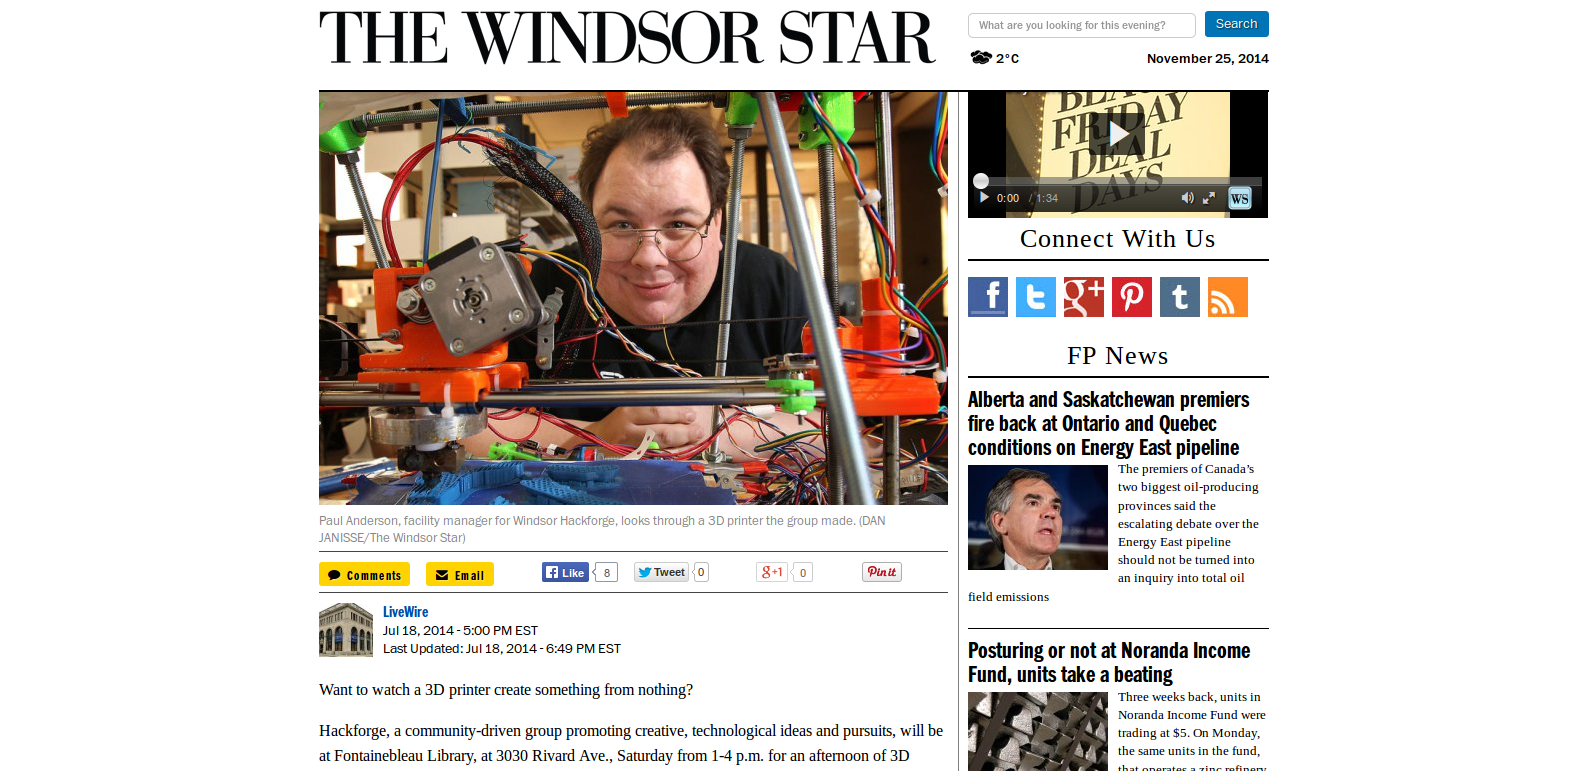 THE WINDSOR STAR
What are you looking for this evening?
Search
2°C
November 25, 2014
BLACK
FRIDAY
DEAL
DAYS
0:00 / 1:34
WS
Connect With Us
f
t
g+
p
t
FP News
Alberta and Saskatchewan premiers
fire back at Ontario and Quebec
conditions on Energy East pipeline
The premiers of Canada’s
two biggest oil-producing
provinces said the
escalating debate over the
Energy East pipeline
should not be turned into
an inquiry into total oil
field emissions
Posturing or not at Noranda Income
Fund, units take a beating
Three weeks back, units in
Noranda Income Fund were
trading at $5. On Monday,
the same units in the fund,
that operates a zinc refinery
Paul Anderson, facility manager for Windsor Hackforge, looks through a 3D printer the group made. (DAN
JANISSE/The Windsor Star)
Comments
Email
Like 8
Tweet 0
g+1 0
Pin it
LiveWire
Jul 18, 2014 - 5:00 PM EST
Last Updated: Jul 18, 2014 - 6:49 PM EST
Want to watch a 3D printer create something from nothing?
Hackforge, a community-driven group promoting creative, technological ideas and pursuits, will be
at Fontainebleau Library, at 3030 Rivard Ave., Saturday from 1-4 p.m. for an afternoon of 3D